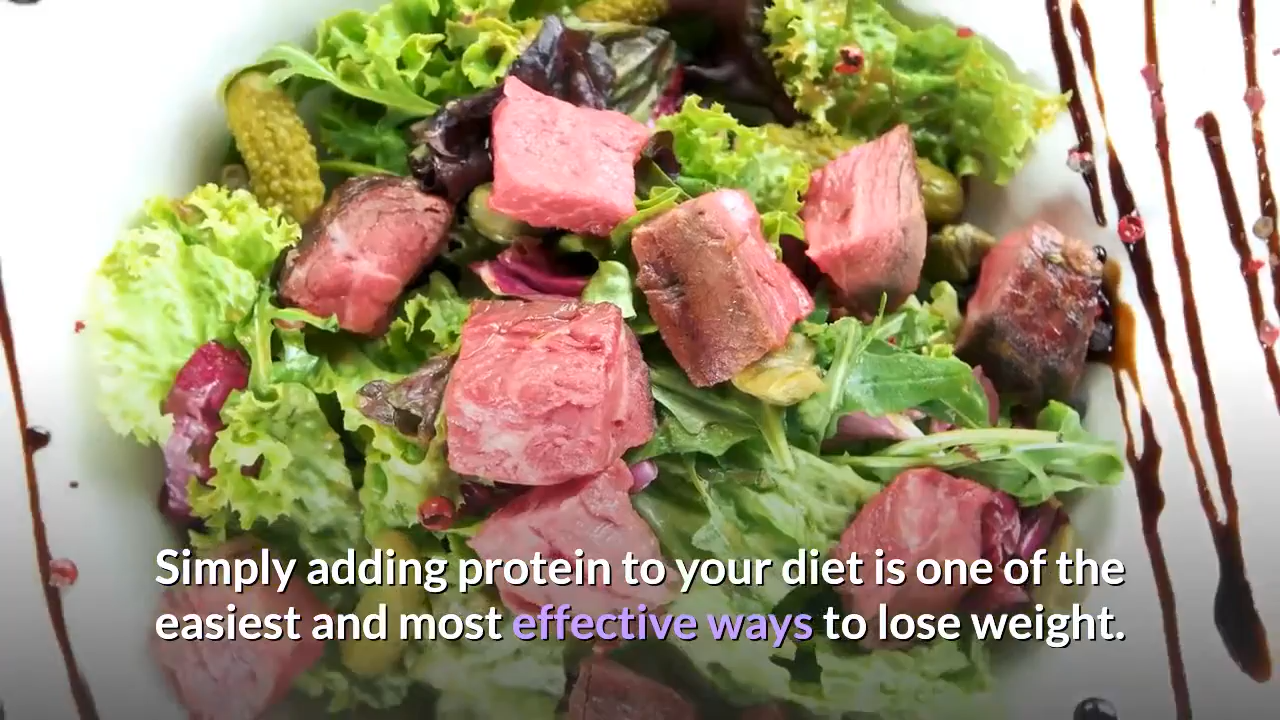 Simply adding protein to your diet is one of the
easiest and most effective ways to lose weight.